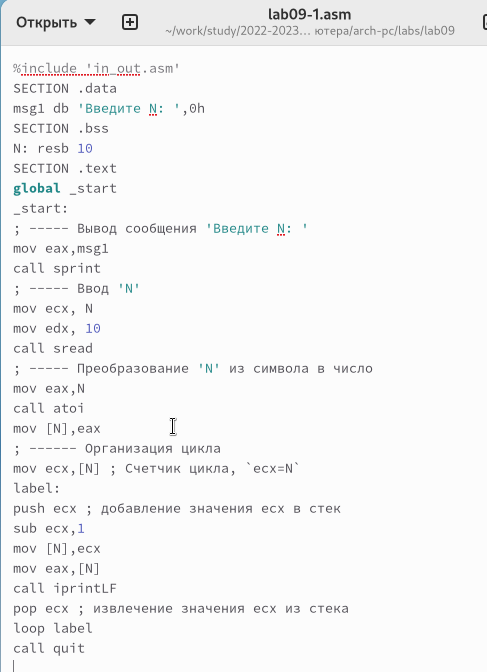 Открыть
lab09-1.asm
~/work/study/2022-2023... ютера/arch-pc/labs/lab09
%include 'in_out.asm'
SECTION .data
msg1 db 'Введите N: ',0h
SECTION .bss
N: resb 10
SECTION .text
global _start
_start:
; ----- Вывод сообщения 'Введите N: '
mov eax,msg1
call sprint
; ----- Ввод 'N'
mov ecx, N
mov edx, 10
call sread
; ----- Преобразование 'N' из символа в число
mov eax,N
call atoi
mov [N],eax
; ------ Организация цикла
mov ecx,[N] ; Счетчик цикла, `ecx=N`
label:
push ecx ; добавление значения ecx в стек
sub ecx,1
mov [N],ecx
mov eax,[N]
call iprintLF
pop ecx ; извлечение значения ecx из стека
loop label
call quit